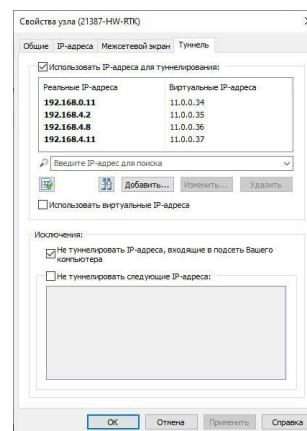 Свойства узла (21387-HW-RTK)
Общие IP-адреса Межсетевой экран Туннель
Использовать IP-адреса для туннелирования:
Реальные IP-адреса Виртуальные IP-адреса
192.168.0.11 11.0.0.34
192.168.4.2 11.0.0.35
192.168.4.8 11.0.0.36
192.168.4.11 11.0.0.37
Введите IP-адрес для поиска
Добавить... Изменить... Удалить
Использовать виртуальные IP-адреса
Исключения:
Не туннелировать IP-адреса, входящие в подсеть Вашего
компьютера
Не туннелировать следующие IP-адреса:
OK Отмена Применить Справка